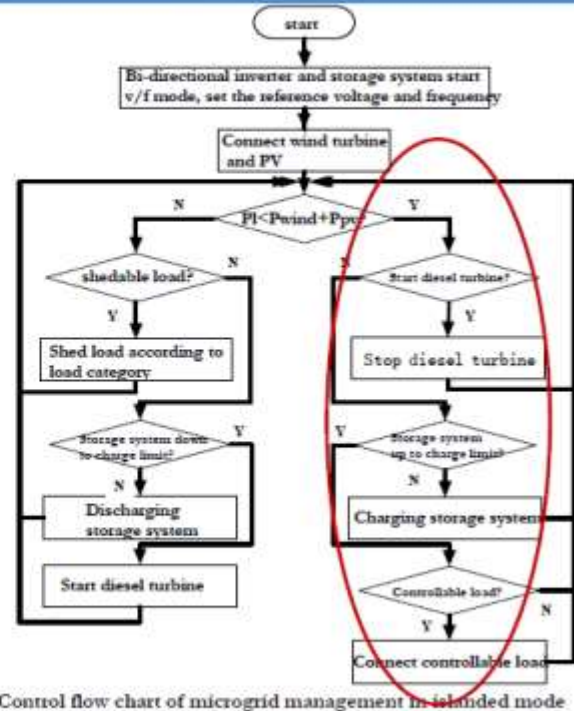 start
Bi-directional inverter and storage system start
v/f mode, set the reference voltage and frequency
Connect wind turbine
and PV
N
Pl<Pwind+Ppv
Y
shedable load?
N
N
Start diesel turbine?
Y
Y
Shed load according to
load category
Stop diesel turbine
Storage system down
to charge limit?
Y
Y
Storage system
up to charge limit?
N
N
Discharging
storage system
Charging storage system
Start diesel turbine
Controllable load?
N
Y
Connect controllable load
Control flow chart of microgrid management in islanded mode